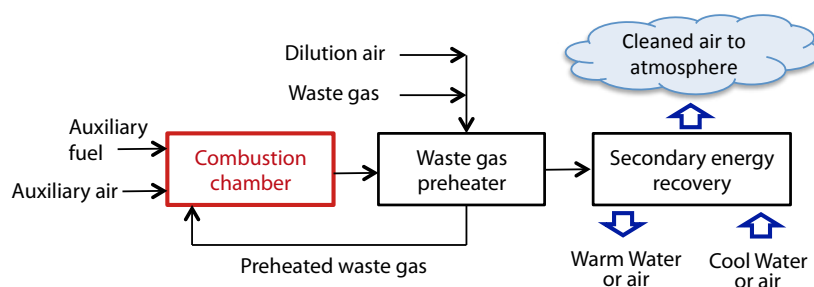 Dilution air
Waste gas
Cleaned air to
atmosphere
Auxiliary
fuel
Auxiliary air
Combustion
chamber
Waste gas
preheater
Secondary energy
recovery
Preheated waste gas
Warm Water
or air
Cool Water
or air